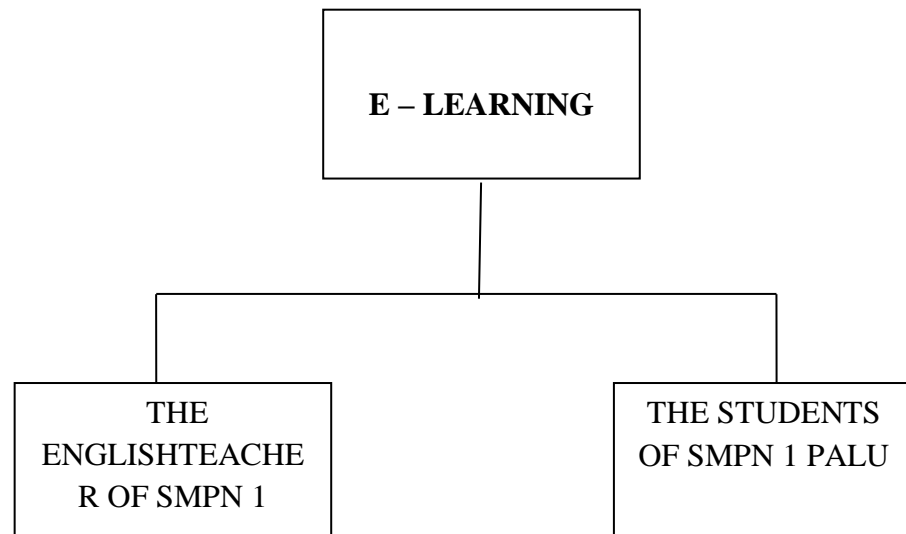 E – LEARNING
THE
ENGLISHTEACHE
R OF SMPN 1
THE STUDENTS
OF SMPN 1 PALU